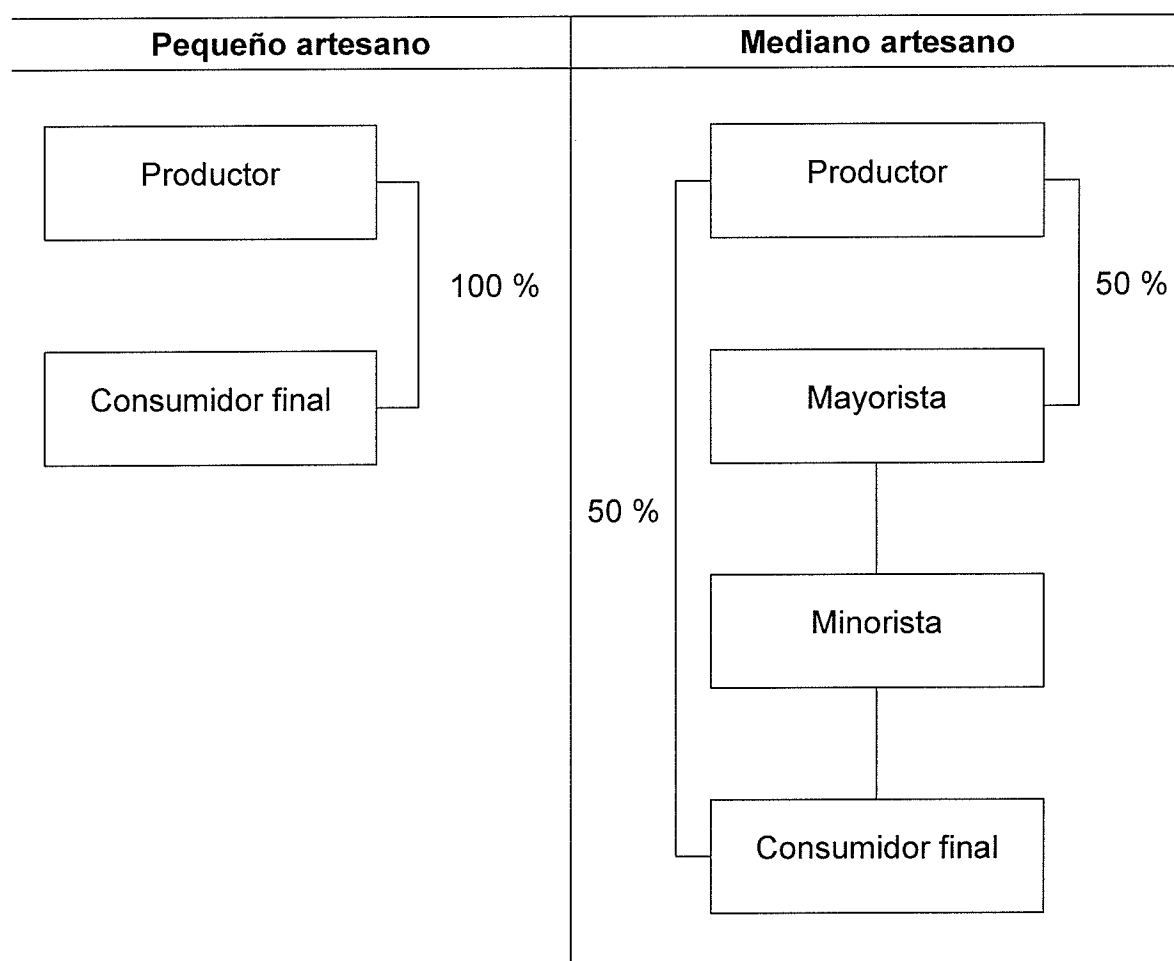 Pequeño artesano
Mediano artesano
Productor
100 %
Consumidor final
Productor
50 %
Mayorista
50 %
Minorista
Consumidor final